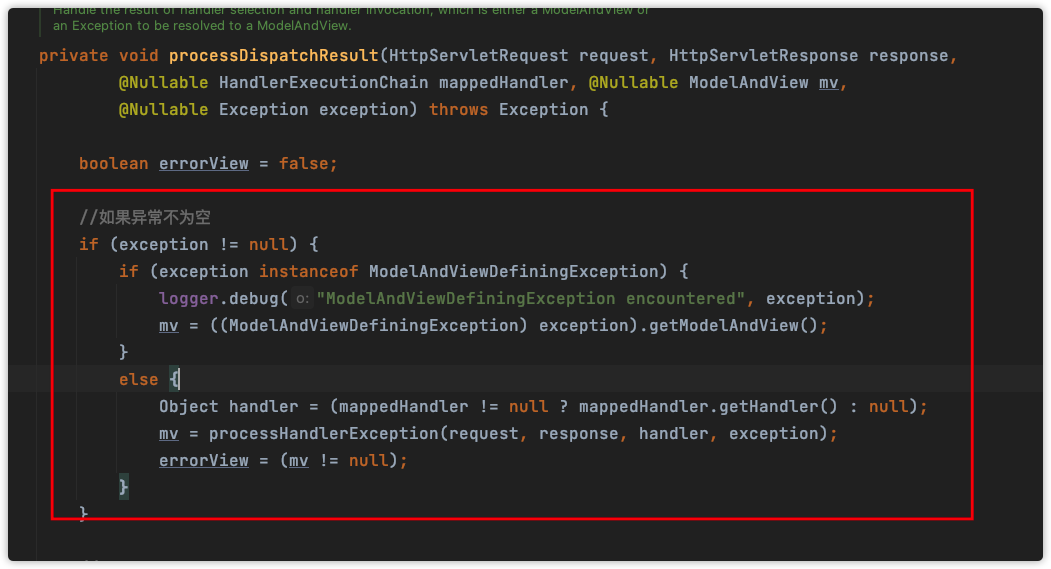 Handle the result of handler selection and handler invocation, which is either a ModelAndView or
an Exception to be resolved to a ModelAndView.
private void processDispatchResult(HttpServletRequest request, HttpServletResponse response,
@Nullable HandlerExecutionChain mappedHandler, @Nullable ModelAndView mv,
@Nullable Exception exception) throws Exception {
boolean errorView = false;
//如果异常不为空
if (exception != null) {
if (exception instanceof ModelAndViewDefiningException) {
logger.debug( o: "ModelAndViewDefiningException encountered", exception);
mv = ((ModelAndViewDefiningException) exception).getModelAndView();
}
else {
Object handler = (mappedHandler != null ? mappedHandler.getHandler() : null);
mv = processHandlerException(request, response, handler, exception);
errorView = (mv != null);
}
}